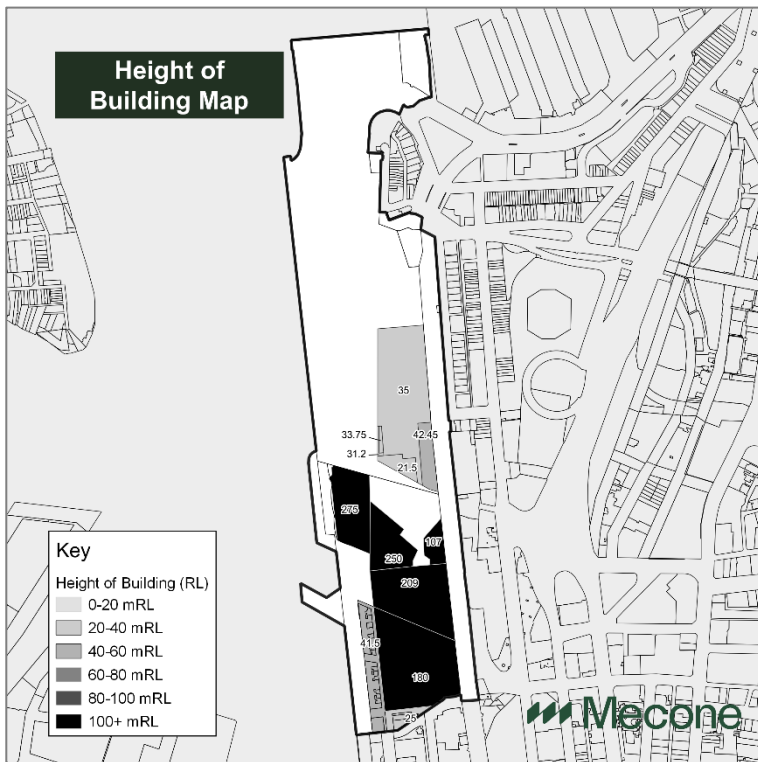 Height of
Building Map
35
33.75
42.45
31.2
21.5
275
107
250
209
41.5
180
25
Key
Height of Building (RL)
0-20 mRL
20-40 mRL
40-60 mRL
60-80 mRL
80-100 mRL
100+ mRL
Mecone